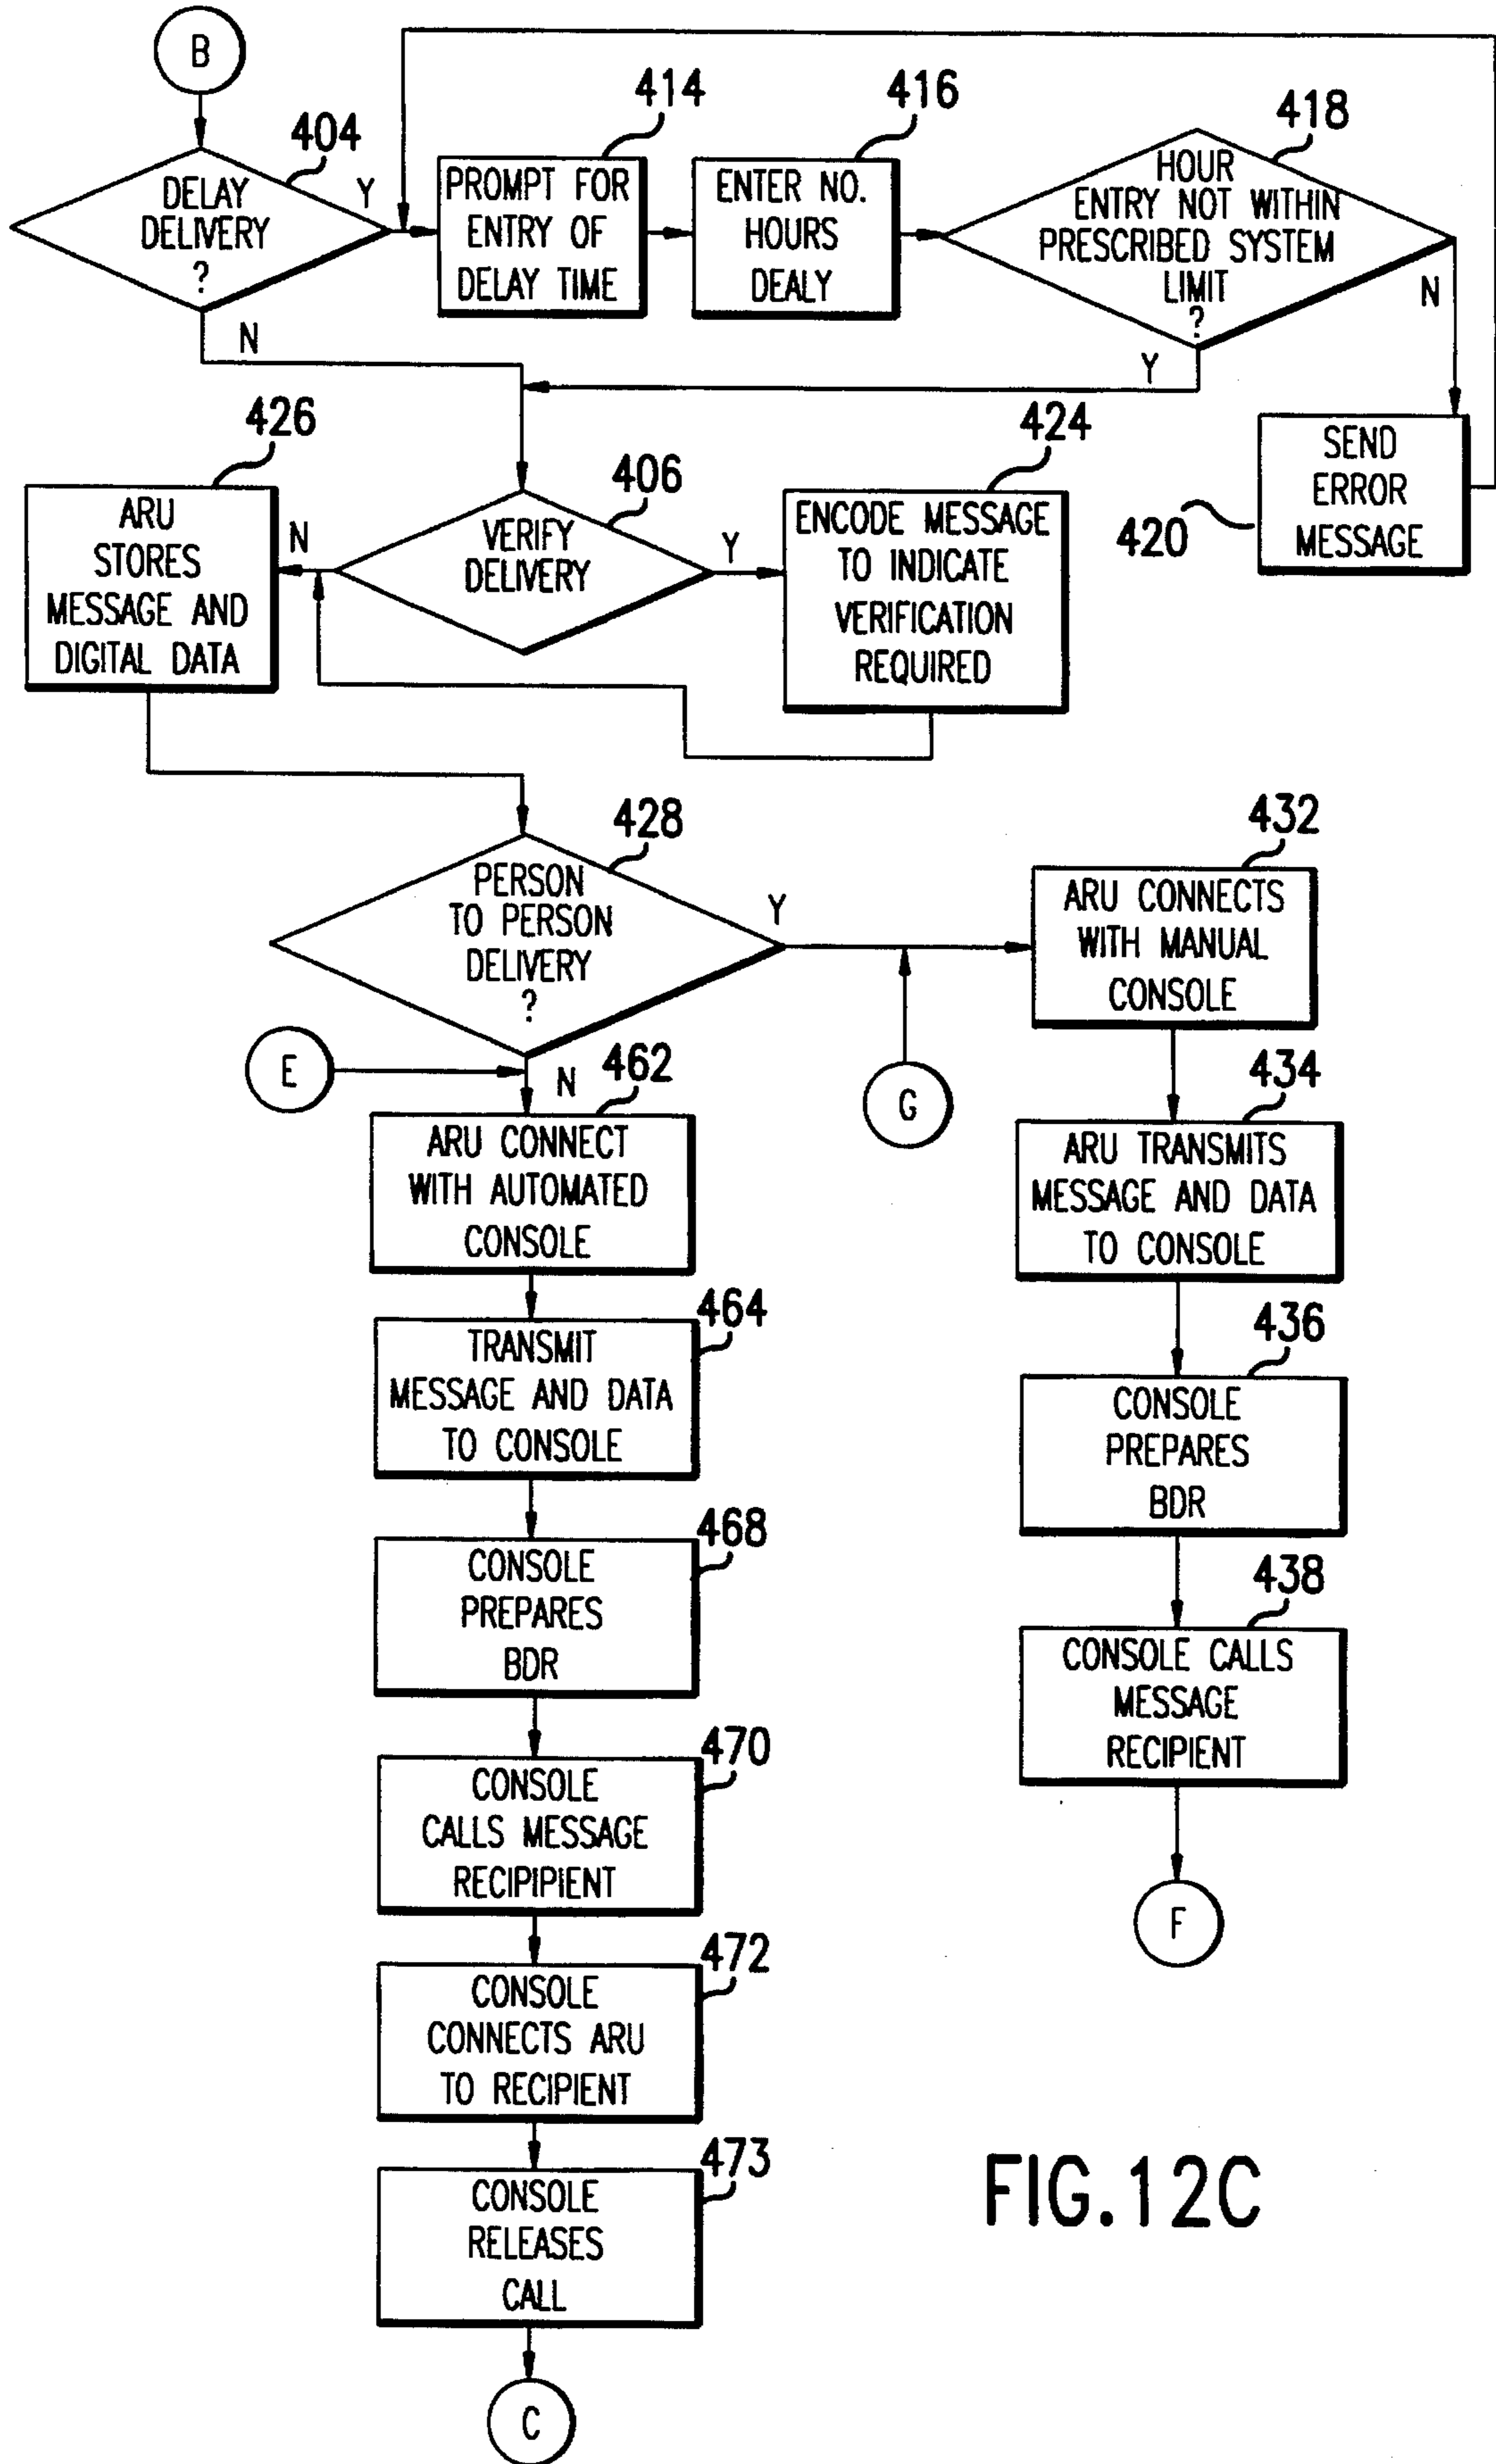 B
404
DELAY
DELIVERY
?
Y
N
414
PROMPT FOR
ENTRY OF
DELAY TIME
416
ENTER NO.
HOURS
DEALY
418
HOUR
ENTRY NOT WITHIN
PRESCRIBED SYSTEM
LIMIT
?
N
Y
420
SEND
ERROR
MESSAGE
426
ARU
STORES
MESSAGE AND
DIGITAL DATA
N
406
VERIFY
DELIVERY
Y
424
ENCODE MESSAGE
TO INDICATE
VERIFICATION
REQUIRED
428
PERSON
TO PERSON
DELIVERY
?
Y
N
E
G
432
ARU CONNECTS
WITH MANUAL
CONSOLE
434
ARU TRANSMITS
MESSAGE AND DATA
TO CONSOLE
436
CONSOLE
PREPARES
BDR
438
CONSOLE CALLS
MESSAGE
RECIPIENT
F
462
ARU CONNECT
WITH AUTOMATED
CONSOLE
464
TRANSMIT
MESSAGE AND DATA
TO CONSOLE
468
CONSOLE
PREPARES
BDR
470
CONSOLE
CALLS MESSAGE
RECIPIPIENT
472
CONSOLE
CONNECTS ARU
TO RECIPIENT
473
CONSOLE
RELEASES
CALL
C
FIG.12C